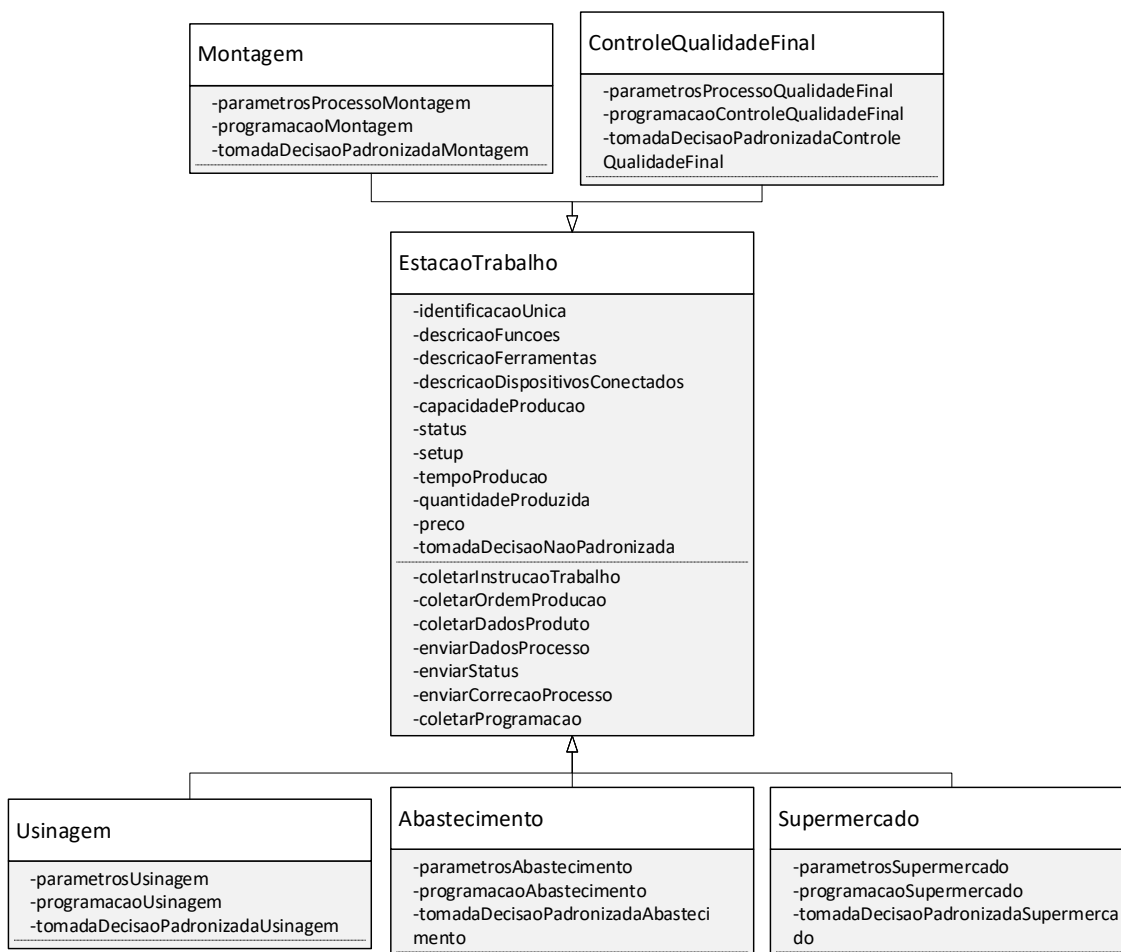 Montagem
-parametrosProcessoMontagem
-programacaoMontagem
-tomadaDecisaoPadronizadaMontagem
ControleQualidadeFinal
-parametrosProcessoQualidadeFinal
-programacaoControleQualidadeFinal
-tomadaDecisaoPadronizadaControle
QualidadeFinal
EstacaoTrabalho
-identificacaoUnica
-descricaoFuncoes
-descricaoFerramentas
-descricaoDispositivosConectados
-capacidadeProducao
-status
-setup
-tempoProducao
-quantidadeProduzida
-preco
-tomadaDecisaoNaoPadronizada
-coletarInstrucaoTrabalho
-coletarOrdemProducao
-coletarDadosProduto
-enviarDadosProcesso
-enviarStatus
-enviarCorrecaoProcesso
-coletarProgramacao
Usinagem
-parametrosUsinagem
-programacaoUsinagem
-tomadaDecisaoPadronizadaUsinagem
Abastecimento
-parametrosAbastecimento
-programacaoAbastecimento
-tomadaDecisaoPadronizadaAbasteci
mento
Supermercado
-parametrosSupermercado
-programacaoSupermercado
-tomadaDecisaoPadronizadaSupermerca
do